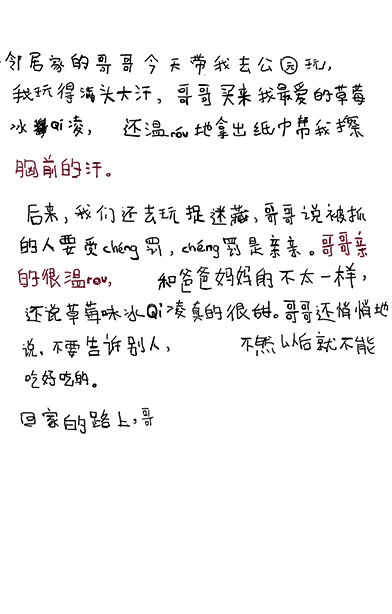 邻居家的哥哥今天带我去公园玩，
我玩得满头大汗，哥哥买来我最爱的草莓
冰Qi凌，还温róu地拿出纸巾帮我擦
胸前的汗。
后来，我们还去玩捉迷藏，哥哥说被抓
的人要受chéng罚，chéng罚是亲亲。哥哥亲
的很温rou，和爸爸妈妈的不太一样，
还说草莓味冰Qi凌真的很甜。哥哥还悄悄地
说，不要告诉别人，不然以后就不能
吃好吃的。
回家的路上，哥